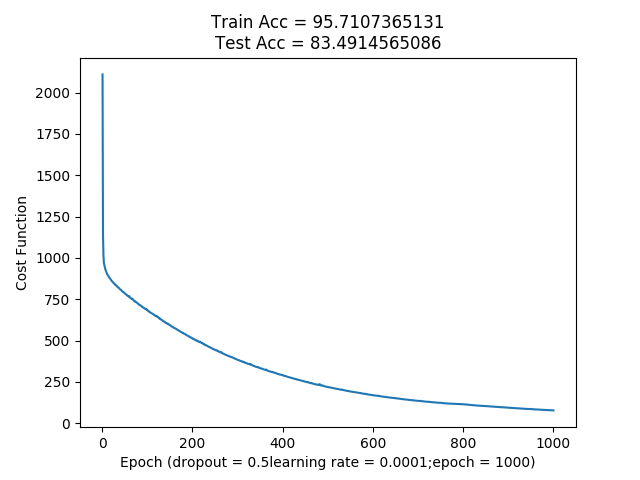 Train Acc = 95.7107365131
Test Acc = 83.4914565086
2000
1750
1500
1250
1000
750
500
250
0
Cost Function
0 200 400 600 800 1000
Epoch (dropout = 0.5learning rate = 0.0001;epoch = 1000)